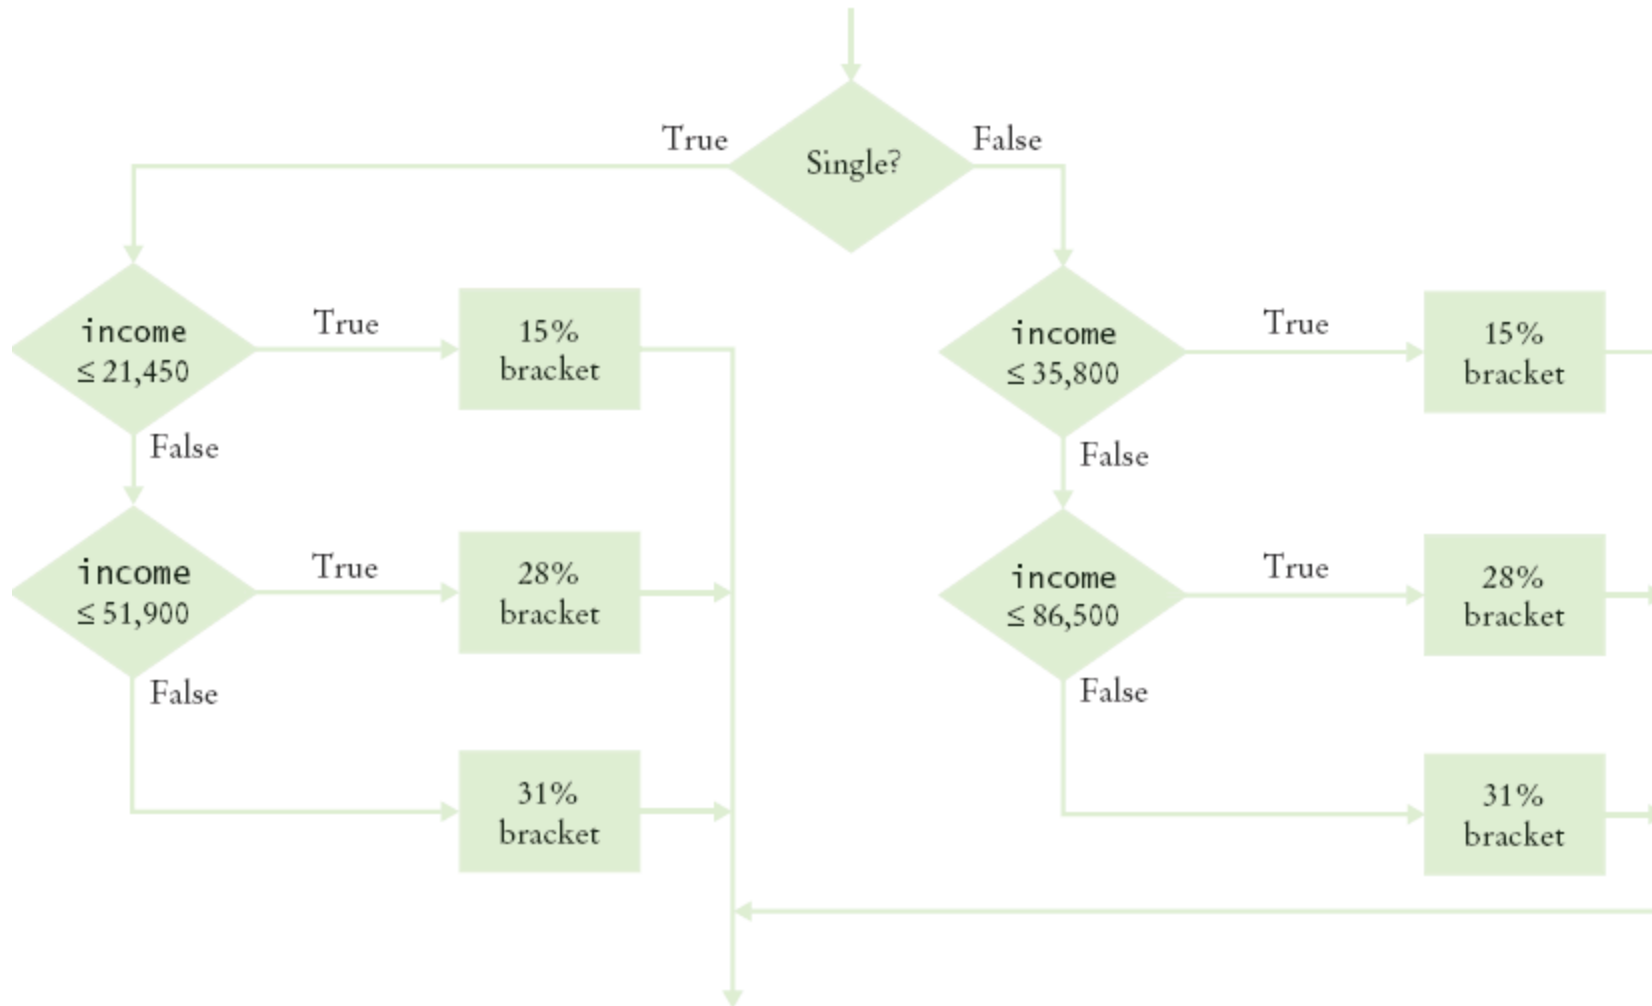 Single?
True
False
income
≤ 21,450
True
15%
bracket
False
income
≤ 51,900
True
28%
bracket
False
31%
bracket
income
≤ 35,800
True
15%
bracket
False
income
≤ 86,500
True
28%
bracket
False
31%
bracket